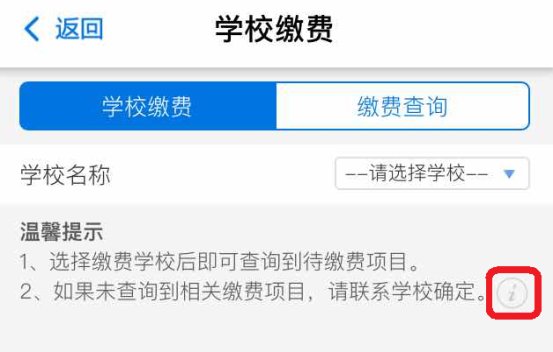 返回
学校缴费
学校缴费
缴费查询
学校名称
--请选择学校--
温馨提示
1、选择缴费学校后即可查询到待缴费项目。
2、如果未查询到相关缴费项目，请联系学校确定。
i